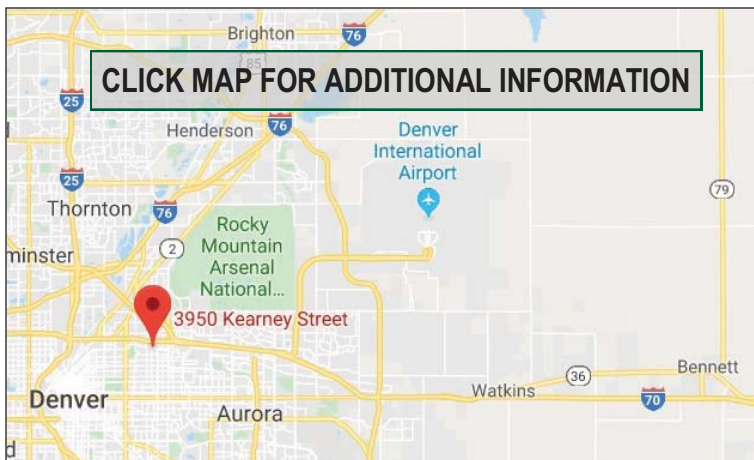 Brighton
76
85
CLICK MAP FOR ADDITIONAL INFORMATION
25
Henderson
76
Denver
International
Airport
25
79
Thornton
76
Rocky
Mountain
Arsenal
National...
2
minster
3950 Kearney Street
Bennett
36
Watkins
70
Denver
Aurora
d